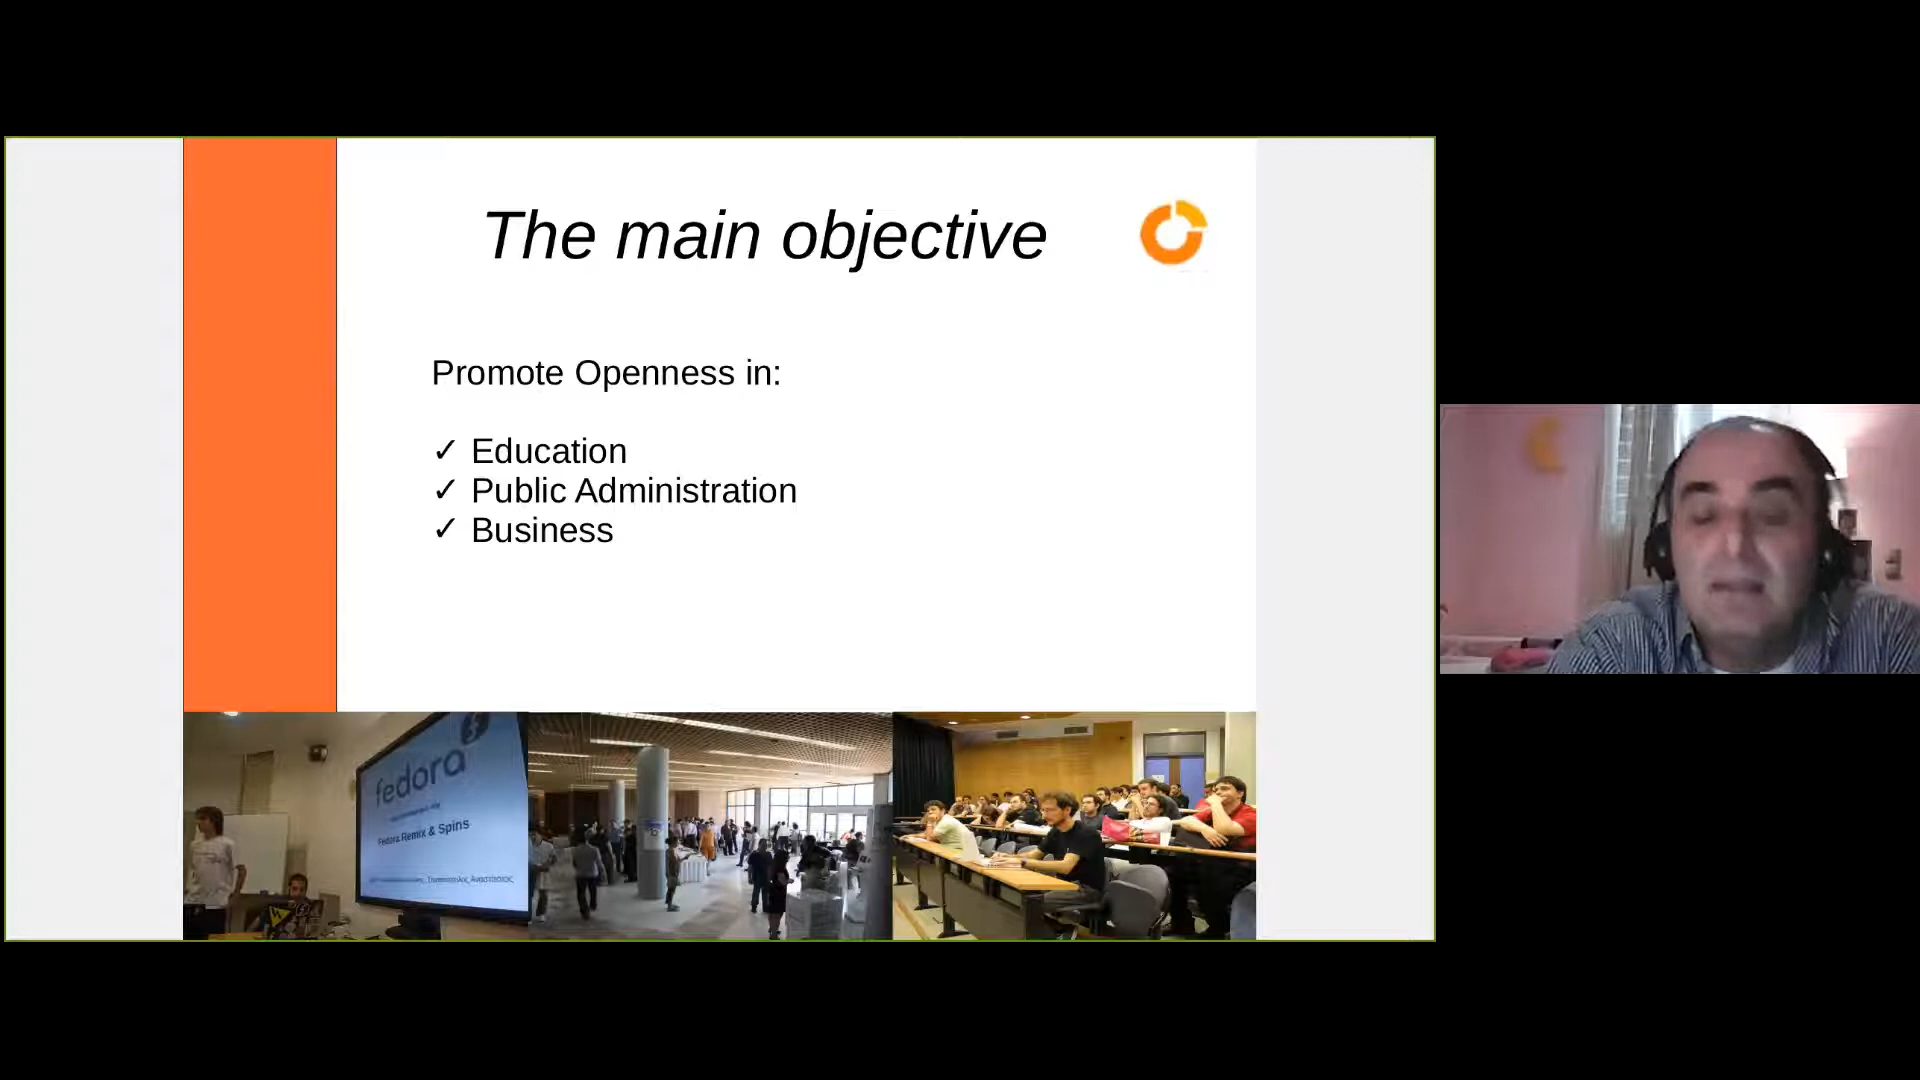 The main objective
Promote Openness in:
✓ Education
✓ Public Administration
✓ Business
fedora
Fedora Remix & Spins